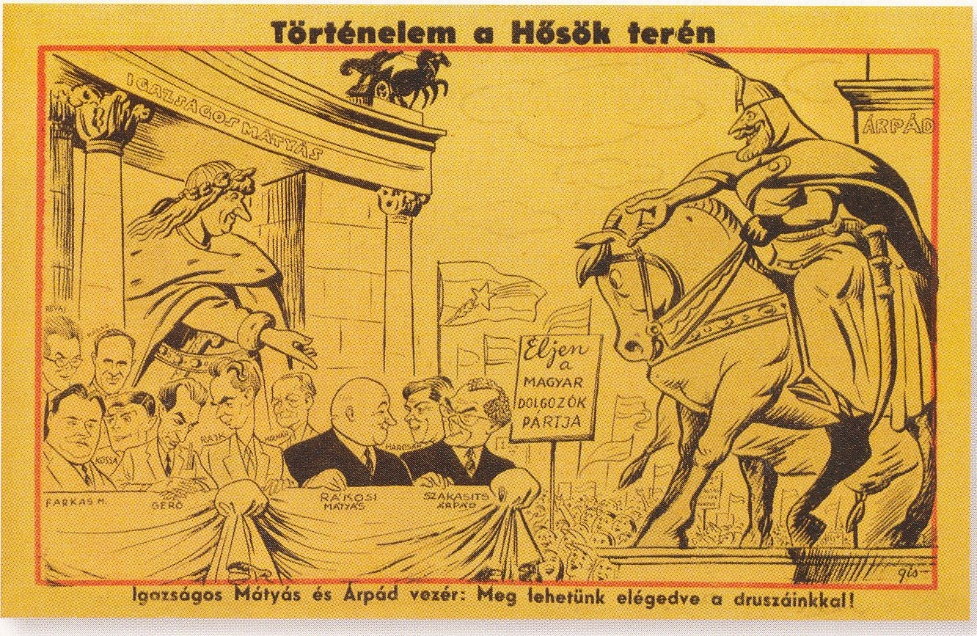 Történelem a Hősök terén
IGAZSÁGOS MÁTYÁS
ÁRPÁD
Éljen
a
MAGYAR
DOLGOZÓK
PÁRTJA
RÉVAI
KOSSA
RAJK
MAROSÁN
FARKAS M.
GERŐ
RÁKOSI
MÁTYÁS
SZAKASITS
ÁRPÁD
gis
Igazságos Mátyás és Árpád vezér: Meg lehetünk elégedve a druszáinkkal!